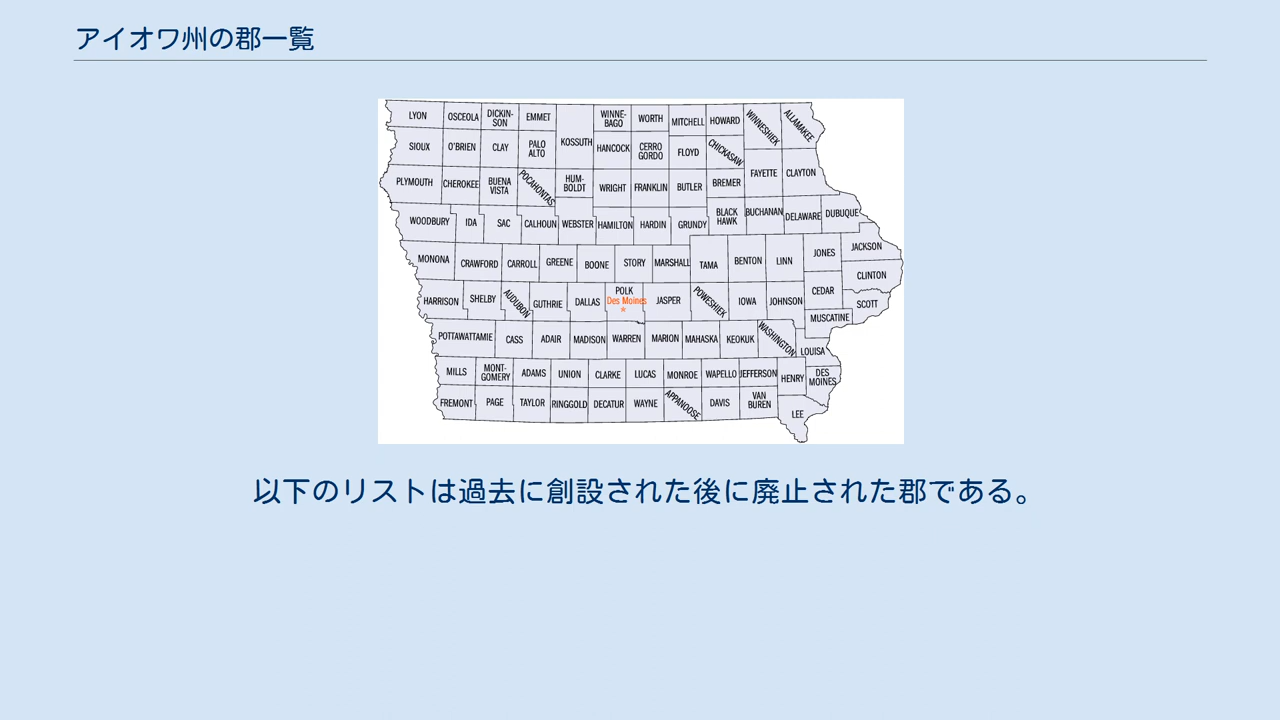 アイオワ州の郡一覧
LYON OSCEOLA DICKIN-SON EMMET WINNE-BAGO WORTH MITCHELL HOWARD WINNESHIEK ALLAMAKEE
SIOUX O'BRIEN CLAY PALO ALTO KOSSUTH HANCOCK CERRO GORDO FLOYD CHICKASAW
PLYMOUTH CHEROKEE BUENA VISTA POCAHONTAS HUM-BOLDT WRIGHT FRANKLIN BUTLER BREMER FAYETTE CLAYTON
WOODBURY IDA SAC CALHOUN WEBSTER HAMILTON HARDIN GRUNDY BLACK HAWK BUCHANAN DELAWARE DUBUQUE
MONONA CRAWFORD CARROLL GREENE BOONE STORY MARSHALL TAMA BENTON LINN JONES JACKSON
CLINTON
HARRISON SHELBY AUDUBON GUTHRIE DALLAS POLK JASPER POWESHIEK IOWA JOHNSON CEDAR SCOTT
Des Moines
MUSCATINE
POTTAWATTAMIE CASS ADAIR MADISON WARREN MARION MAHASKA KEOKUK WASHINGTON LOUISA
MILLS MONT-GOMERY ADAMS UNION CLARKE LUCAS MONROE WAPELLO JEFFERSON HENRY DES MOINES
FREMONT PAGE TAYLOR RINGGOLD DECATUR WAYNE APPANOOSE DAVIS VAN BUREN LEE
以下のリストは過去に創設された後に廃止された郡である。